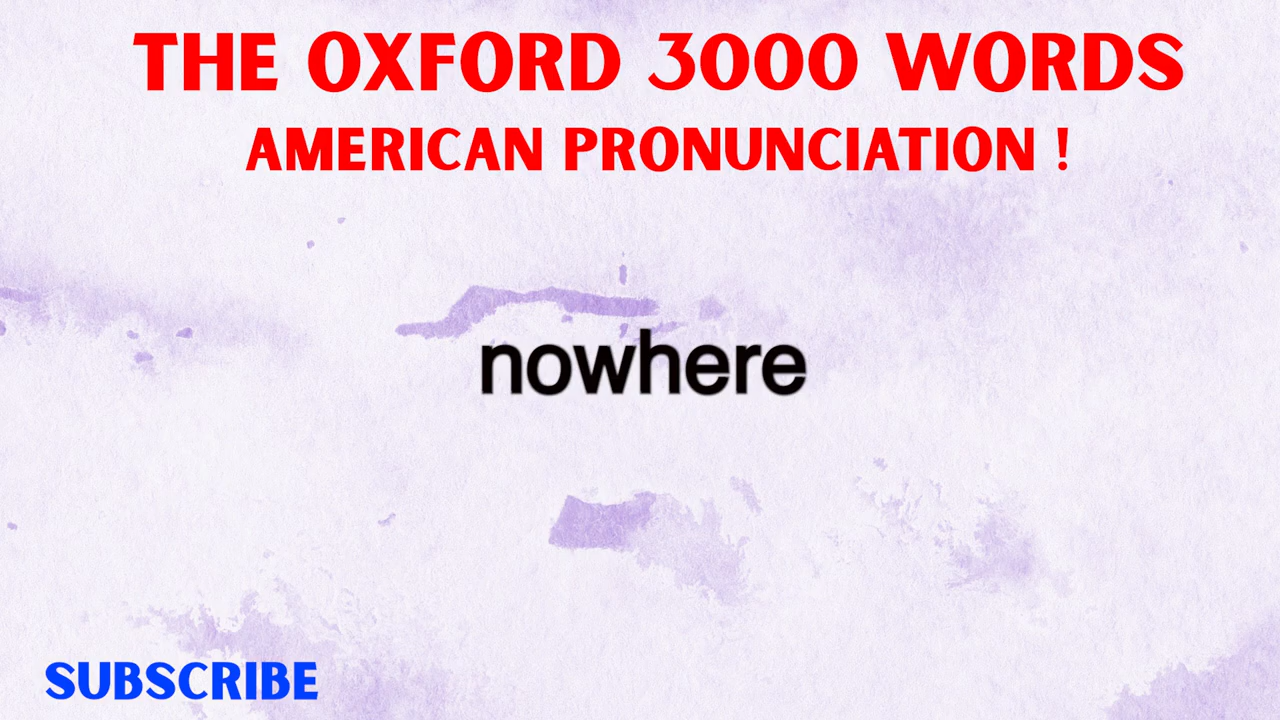 THE OXFORD 3000 WORDS
AMERICAN PRONUNCIATION !
nowhere
SUBSCRIBE